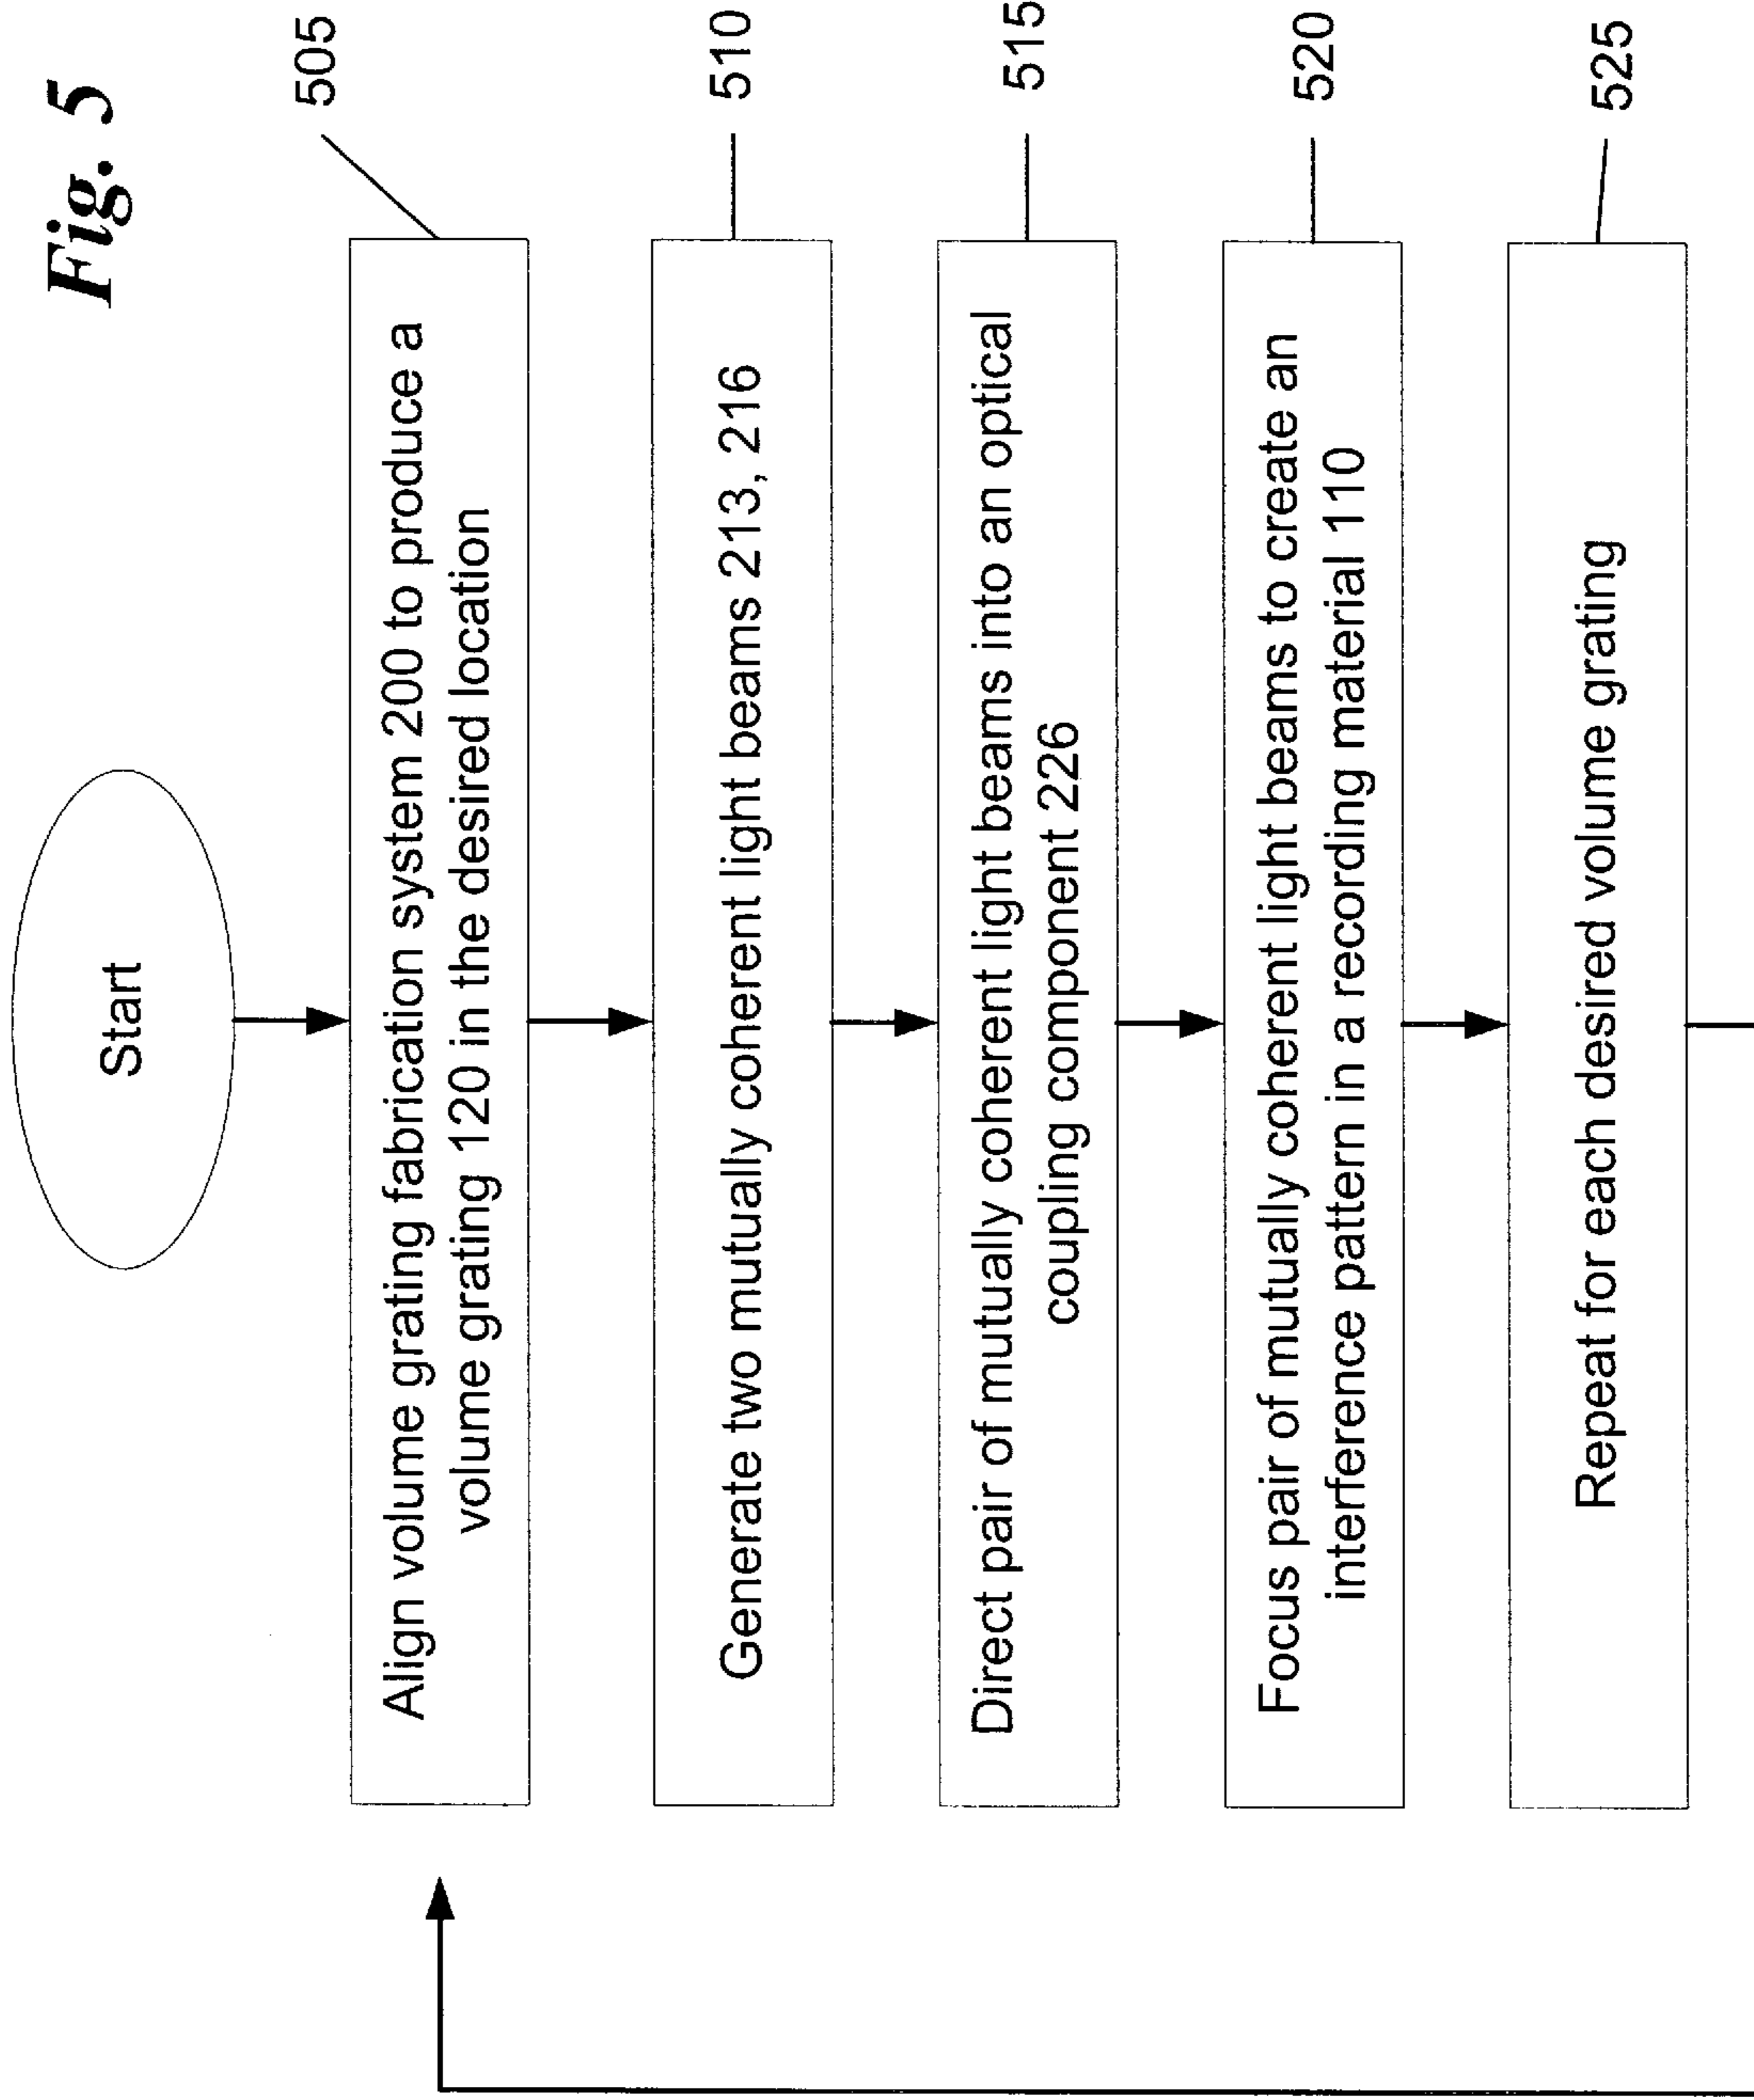 Fig. 5
Start
505
Align volume grating fabrication system 200 to produce a
volume grating 120 in the desired location
510
Generate two mutually coherent light beams 213, 216
515
Direct pair of mutually coherent light beams into an optical
coupling component 226
520
Focus pair of mutually coherent light beams to create an
interference pattern in a recording material 110
525
Repeat for each desired volume grating